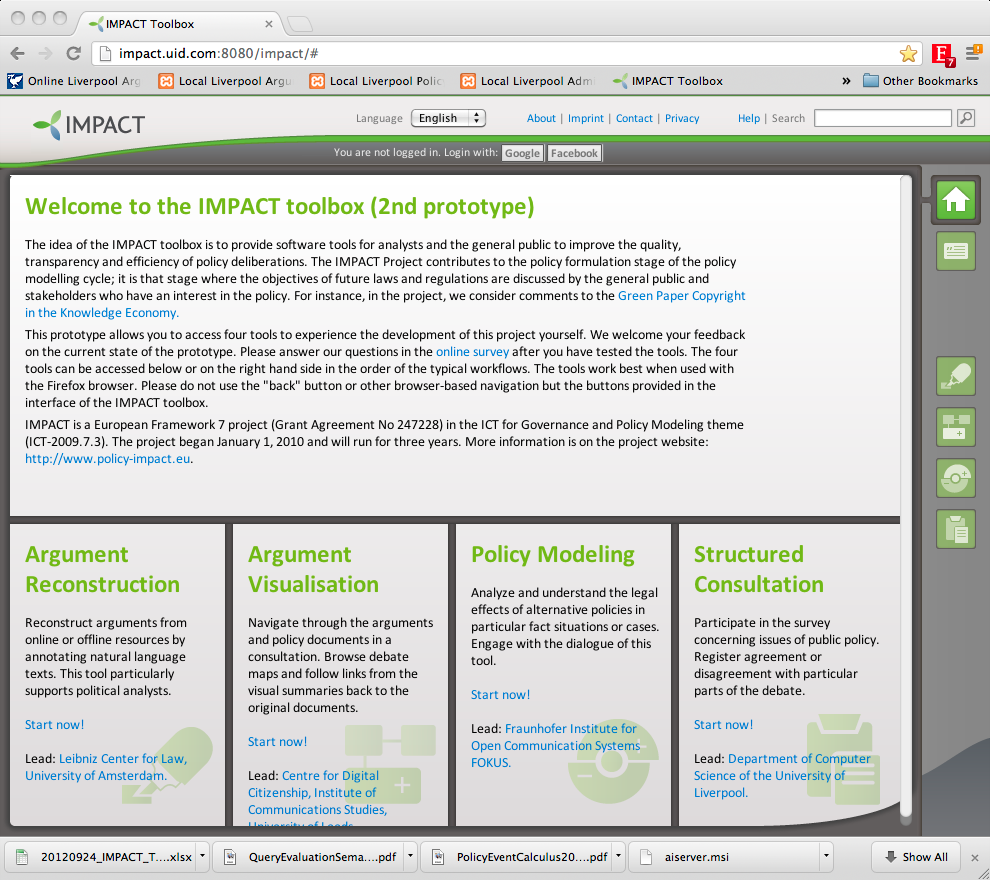 IMPACT Toolbox
impact.uid.com:8080/impact/#
7
Online Liverpool Arg
Local Liverpool Argu
Local Liverpool Polic
Local Liverpool Adm
IMPACT Toolbox
»
Other Bookmarks
IMPACT
Language English About | Imprint | Contact | Privacy Help | Search
You are not logged in. Login with: Google Facebook
Welcome to the IMPACT toolbox (2nd prototype)
The idea of the IMPACT toolbox is to provide software tools for analysts and the general public to improve the quality,
transparency and efficiency of policy deliberations. The IMPACT Project contributes to the policy formulation stage of the policy
modelling cycle; it is that stage where the objectives of future laws and regulations are discussed by the general public and
stakeholders who have an interest in the policy. For instance, in the project, we consider comments to the Green Paper Copyright
in the Knowledge Economy.
This prototype allows you to access four tools to experience the development of this project yourself. We welcome your feedback
on the current state of the prototype. Please answer our questions in the online survey after you have tested the tools. The four
tools can be accessed below or on the right hand side in the order of the typical workflows. The tools work best when used with
the Firefox browser. Please do not use the "back" button or other browser-based navigation but the buttons provided in the
interface of the IMPACT toolbox.
IMPACT is a European Framework 7 project (Grant Agreement No 247228) in the ICT for Governance and Policy Modeling theme
(ICT-2009.7.3). The project began January 1, 2010 and will run for three years. More information is on the project website:
http://www.policy-impact.eu.
Argument
Reconstruction
Reconstruct arguments from
online or offline resources by
annotating natural language
texts. This tool particularly
supports political analysts.
Start now!
Lead: Leibniz Center for Law,
University of Amsterdam.
Argument
Visualisation
Navigate through the arguments
and policy documents in a
consultation. Browse debate
maps and follow links from the
visual summaries back to the
original documents.
Start now!
Lead: Centre for Digital
Citizenship, Institute of
Communications Studies,
University of Leeds
Policy Modeling
Analyze and understand the legal
effects of alternative policies in
particular fact situations or cases.
Engage with the dialogue of this
tool.
Start now!
Lead: Fraunhofer Institute for
Open Communication Systems
FOKUS.
Structured
Consultation
Participate in the survey
concerning issues of public policy.
Register agreement or
disagreement with particular
parts of the debate.
Start now!
Lead: Department of Computer
Science of the University of
Liverpool.
20120924_IMPACT_T....xlsx
QueryEvaluationSema....pdf
PolicyEventCalculus20....pdf
aiserver.msi
Show All